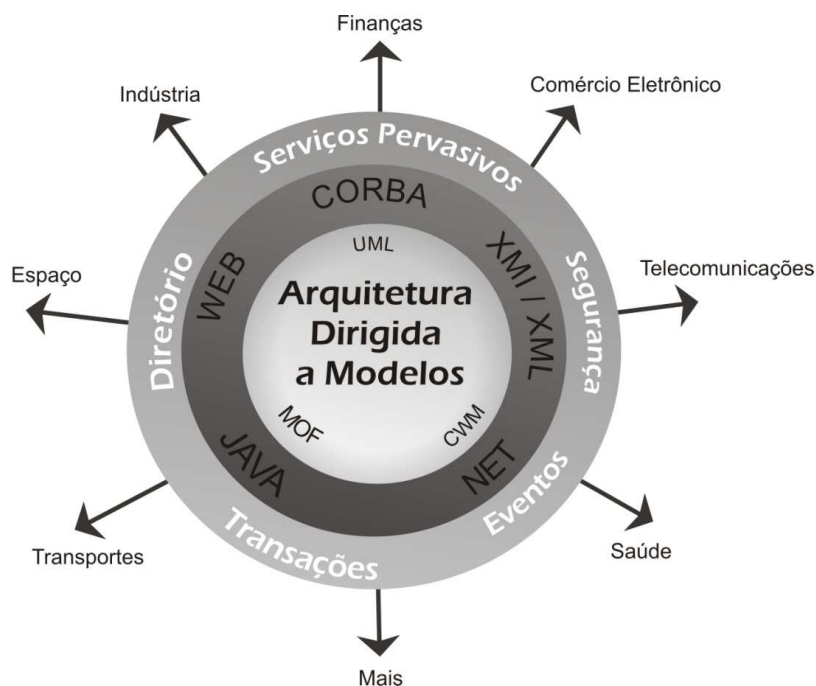 Finanças
Indústria
Comércio Eletrônico
Serviços Pervasivos
CORBA
UML
WEB
XMI / XML
Diretório
Segurança
Espaço
Telecomunicações
Arquitetura
Dirigida
a Modelos
MOF
CWM
JAVA
NET
Transações
Eventos
Transportes
Saúde
Mais